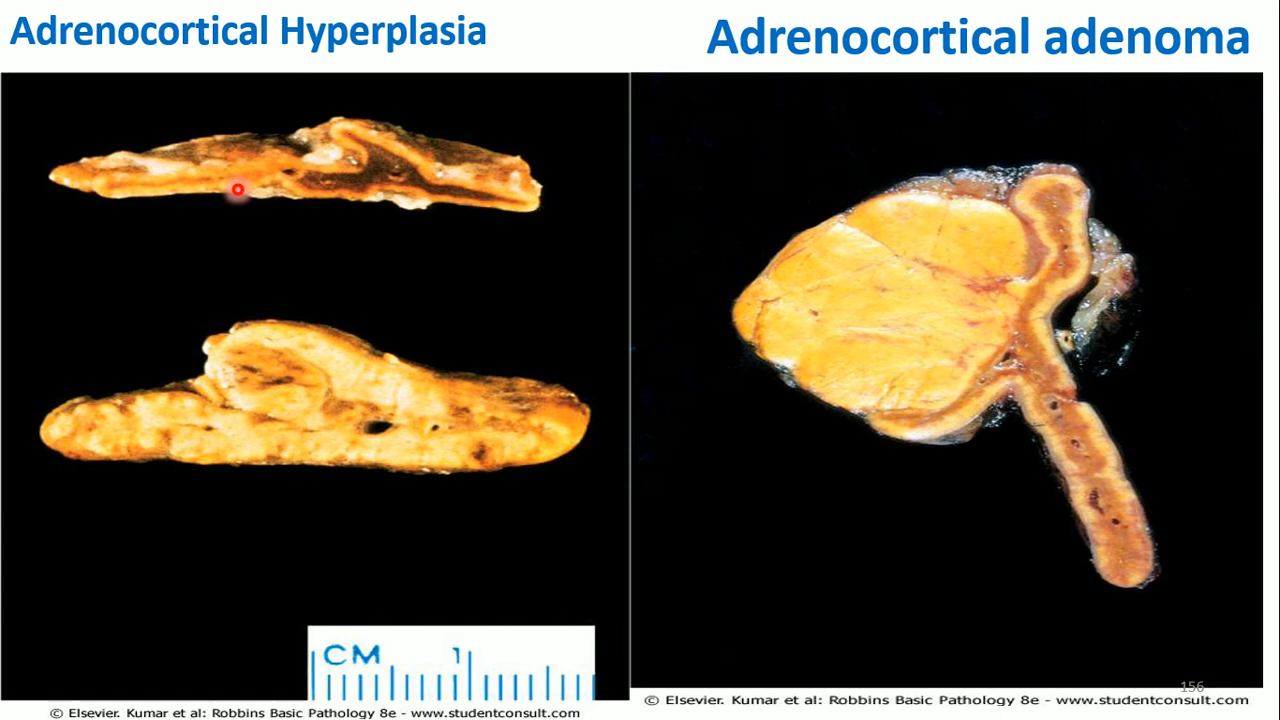 Adrenocortical Hyperplasia
Adrenocortical adenoma
CM 1
156
© Elsevier. Kumar et al: Robbins Basic Pathology 8e - www.studentconsult.com
© Elsevier. Kumar et al: Robbins Basic Pathology 8e - www.studentconsult.com